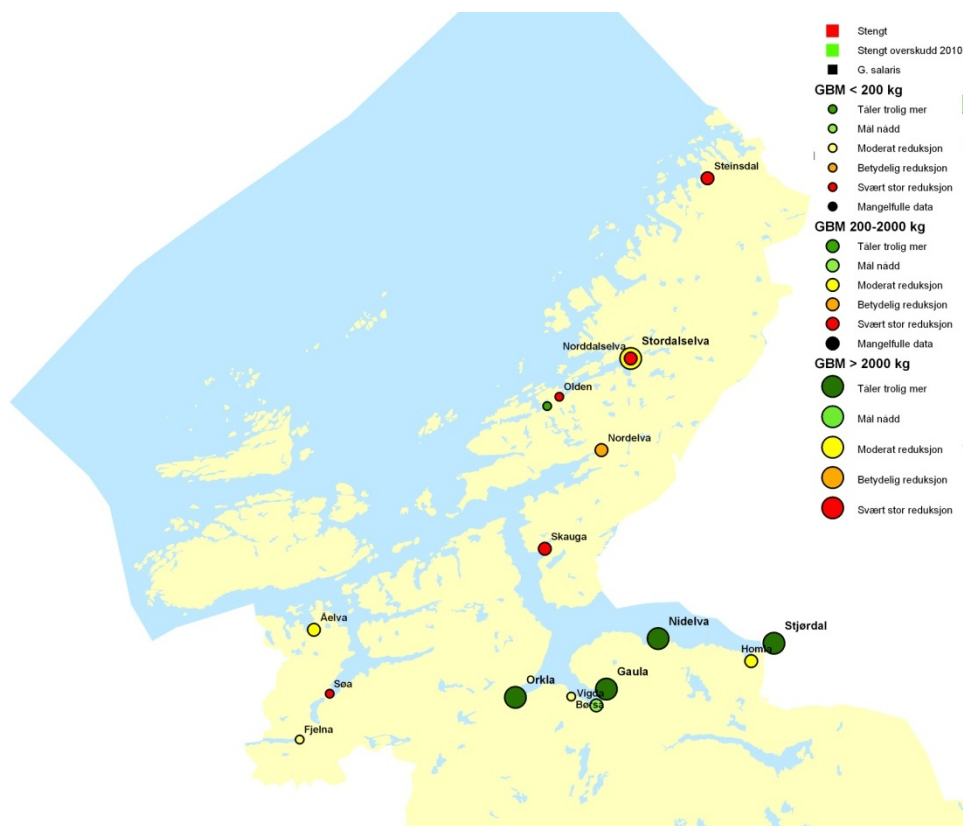 Stengt
Stengt overskudd 2010
G. salaris
GBM < 200 kg
Tåler trolig mer
Mål nådd
Moderat reduksjon
Betydelig reduksjon
Svært stor reduksjon
Mangelfulle data
GBM 200-2000 kg
Tåler trolig mer
Mål nådd
Moderat reduksjon
Betydelig reduksjon
Svært stor reduksjon
Mangelfulle data
GBM > 2000 kg
Tåler trolig mer
Mål nådd
Moderat reduksjon
Betydelig reduksjon
Svært stor reduksjon
Steinsdal
Norddalselva
Stordalselva
Olden
Nordelva
Skauga
Åelva
Nidelva
Stjørdal
Homla
Søa
Orkla
Gaula
Vigda
Børsa
Fjelna